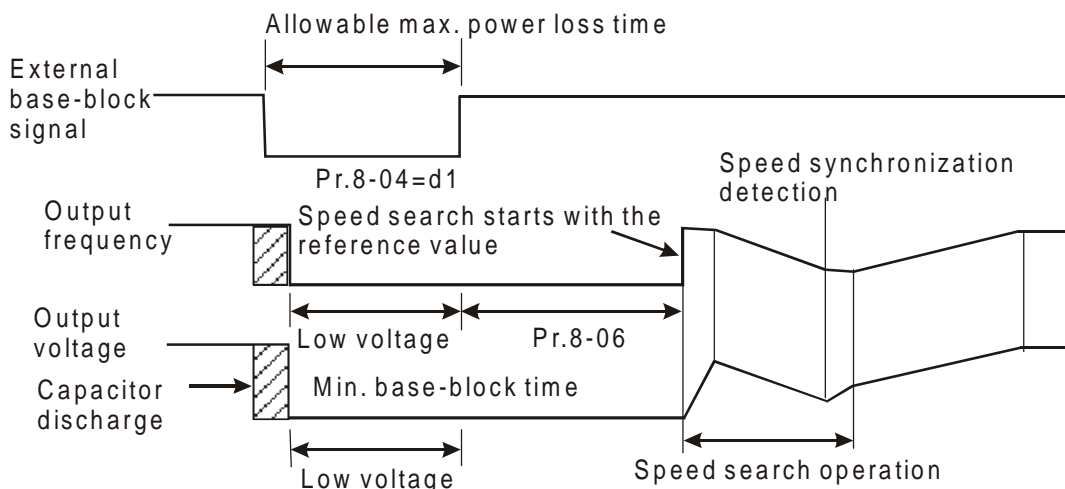 Allowable max. power loss time
External
base-block
signal
Speed synchronization
detection
Pr.8-04=d1
Output
frequency
Speed search starts with the
reference value
Output
voltage
Low voltage
Pr.8-06
Capacitor
discharge
Min. base-block time
Low voltage
Speed search operation